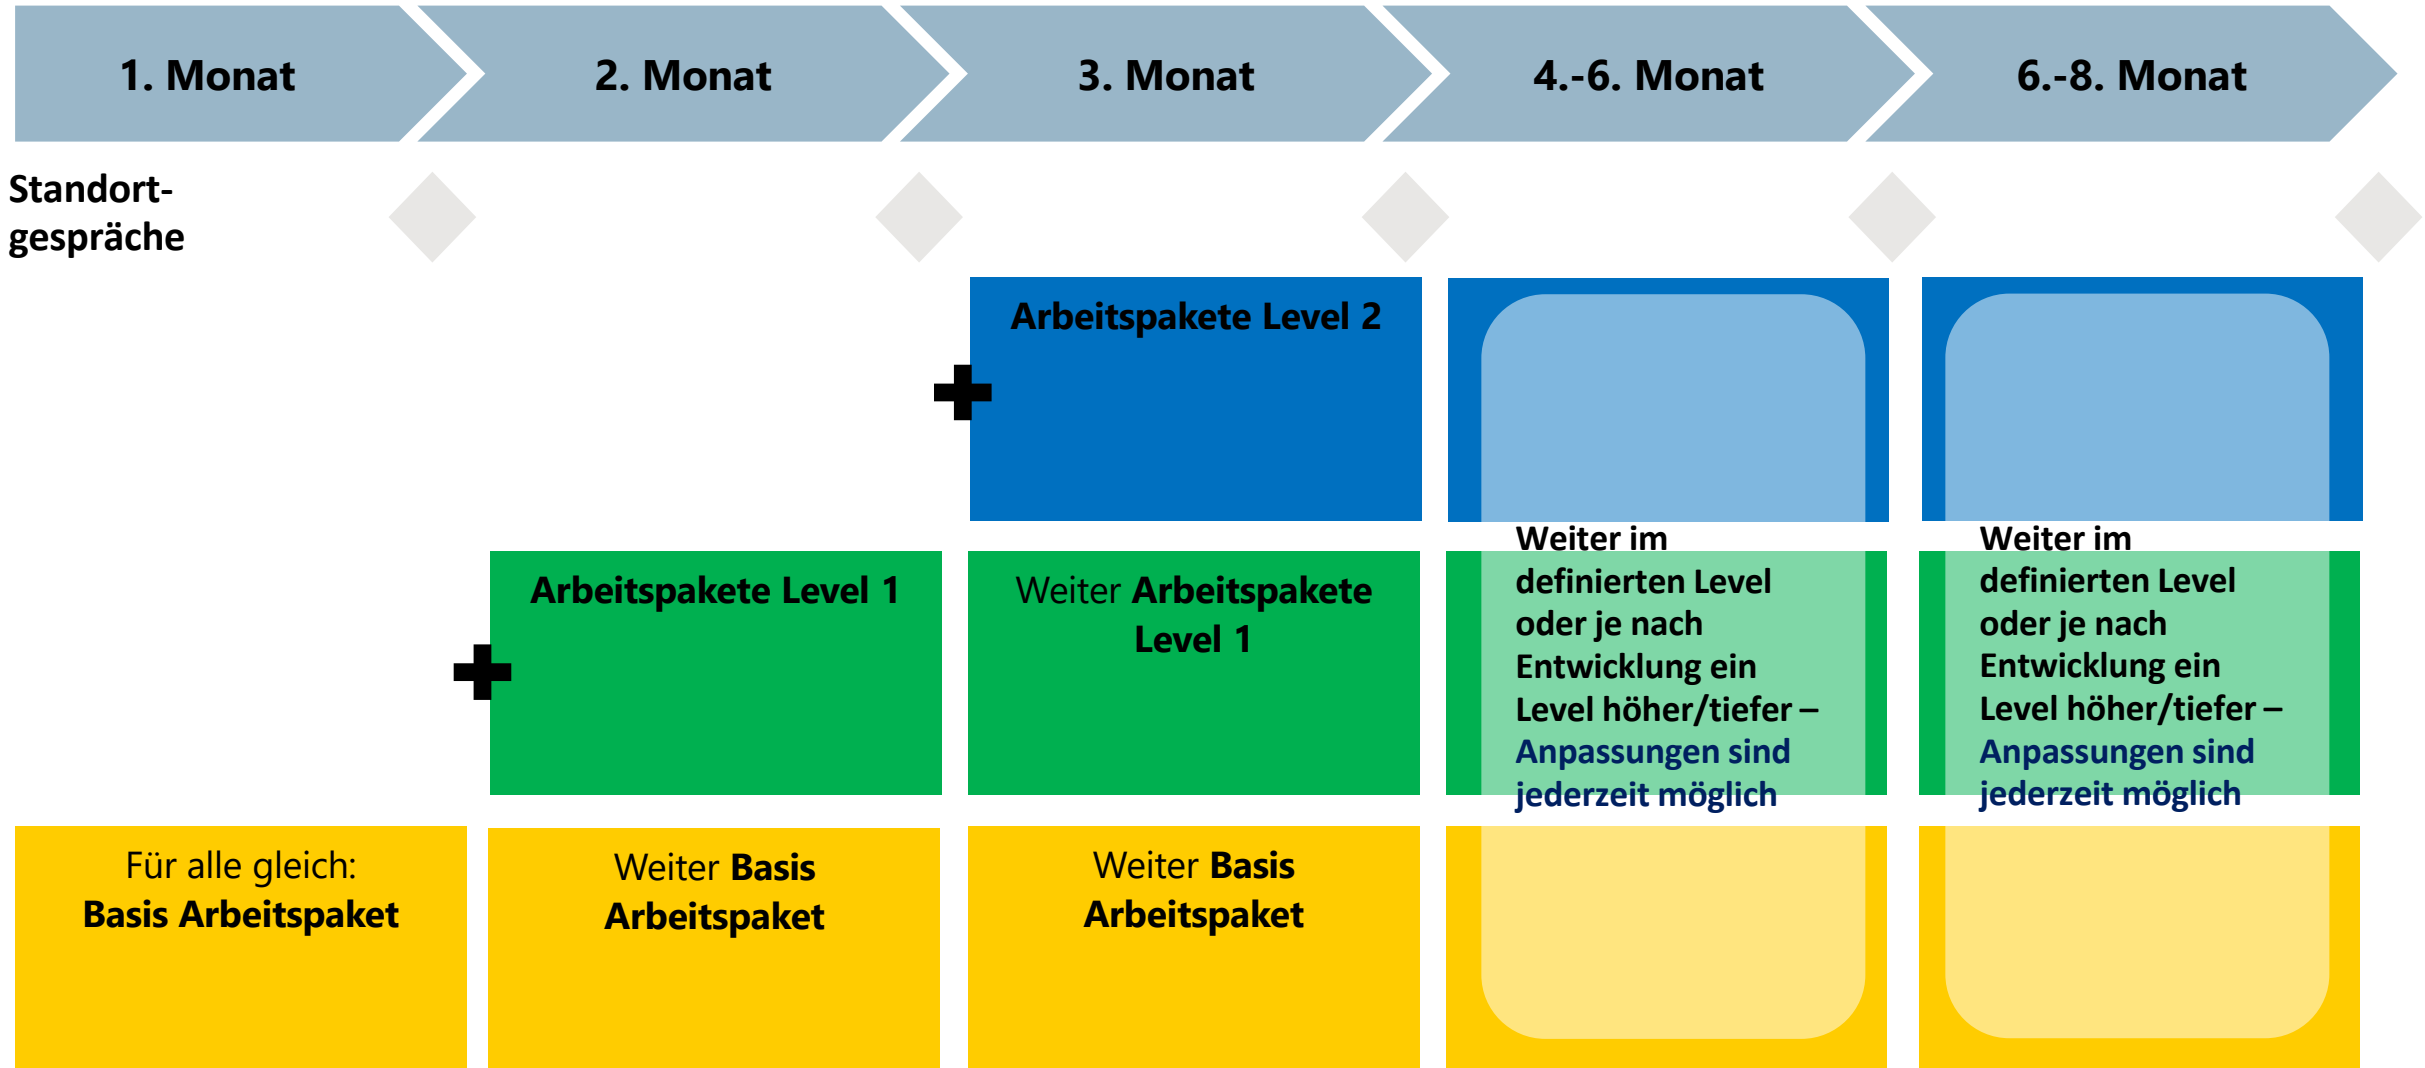 1. Monat
2. Monat
3. Monat
4.-6. Monat
6.-8. Monat
Standort-
gespräche
Arbeitspakete Level 2
Arbeitspakete Level 1
Weiter Arbeitspakete
Level 1
Weiter im
definierten Level
oder je nach
Entwicklung ein
Level höher/tiefer –
Anpassungen sind
jederzeit möglich
Weiter im
definierten Level
oder je nach
Entwicklung ein
Level höher/tiefer –
Anpassungen sind
jederzeit möglich
Für alle gleich:
Basis Arbeitspaket
Weiter Basis
Arbeitspaket
Weiter Basis
Arbeitspaket